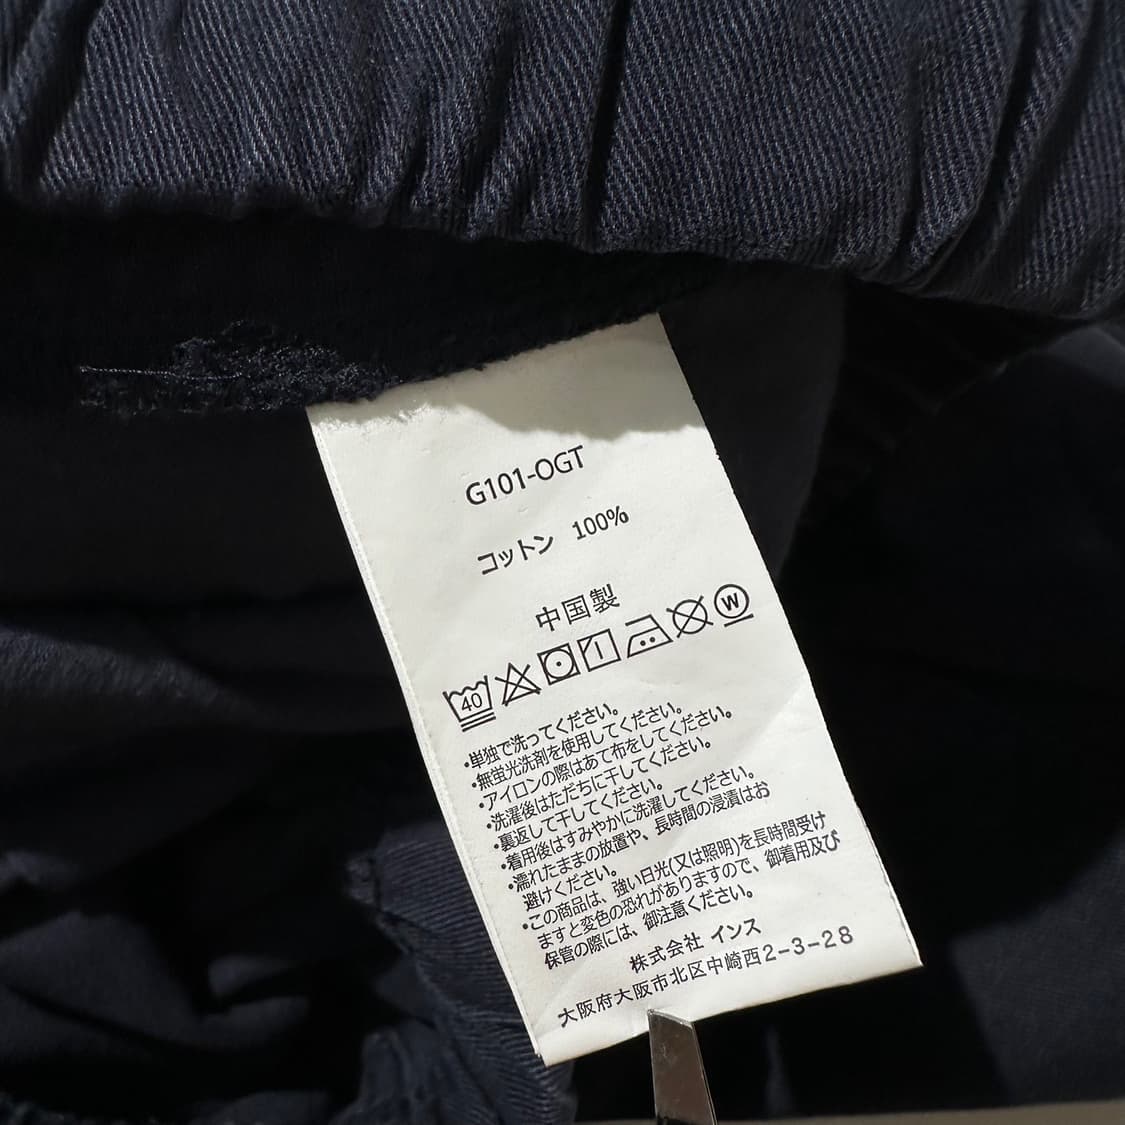 G101-OGT
コットン 100%
中国製
40 W
・単独で洗ってください。
・無蛍光洗剤を使用してください。
・アイロンの際はあて布をしてください。
・洗濯後はただちに干してください。
・裏返して干してください。
・着用後はすみやかに洗濯してください。
・濡れたままの放置や、長時間の浸漬はお
避けください。
・この商品は、強い日光(又は照明)を長時間受け
ますと変色の恐れがありますので、御着用及び
保管の際には、御注意ください。
株式会社 インス
大阪府大阪市北区中崎西2-3-28